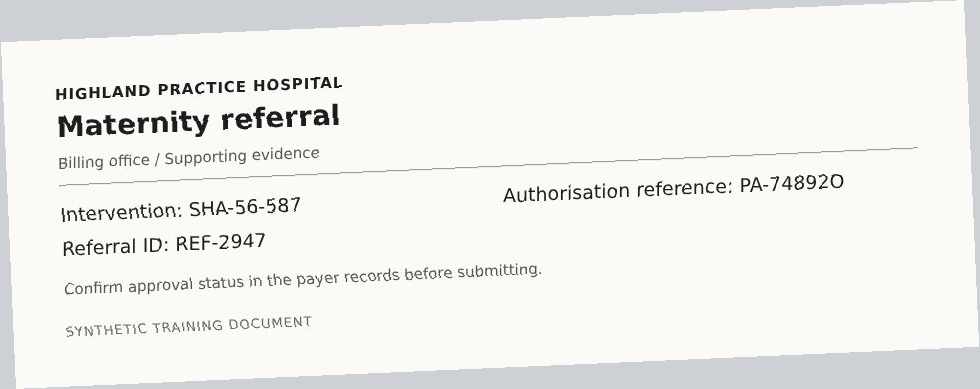 HIGHLAND PRACTICE HOSPITAL
Maternity referral
Billing office / Supporting evidence
Intervention: SHA-56-587
Authorisation reference: PA-74892O
Referral ID: REF-2947
Confirm approval status in the payer records before submitting.
SYNTHETIC TRAINING DOCUMENT